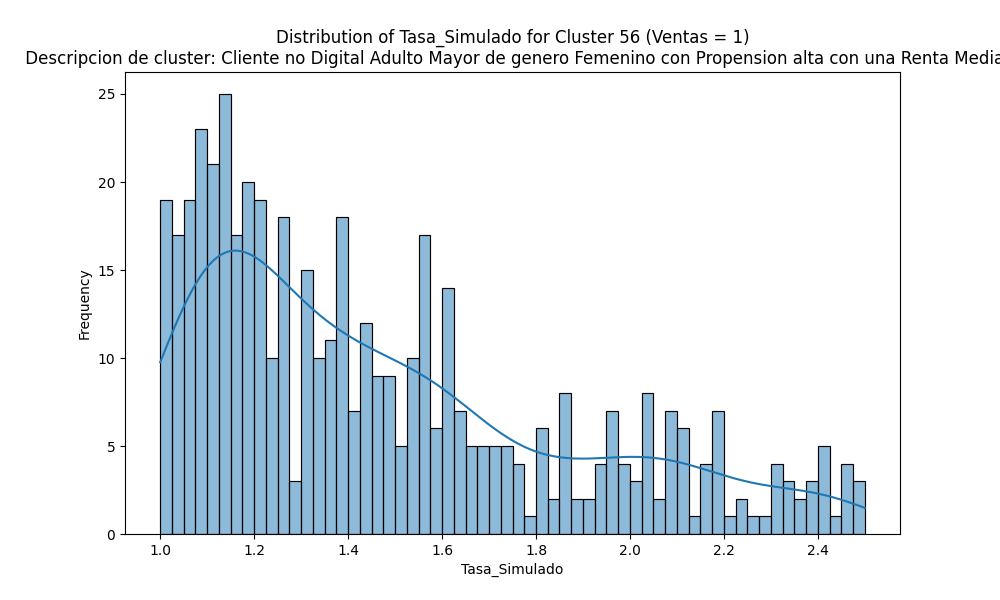 Distribution of Tasa_Simulado for Cluster 56 (Ventas = 1)
Descripcion de cluster: Cliente no Digital Adulto Mayor de genero Femenino con Propension alta con una Renta Media
25
20
15
10
5
0
Frequency
1.0 1.2 1.4 1.6 1.8 2.0 2.2 2.4
Tasa_Simulado